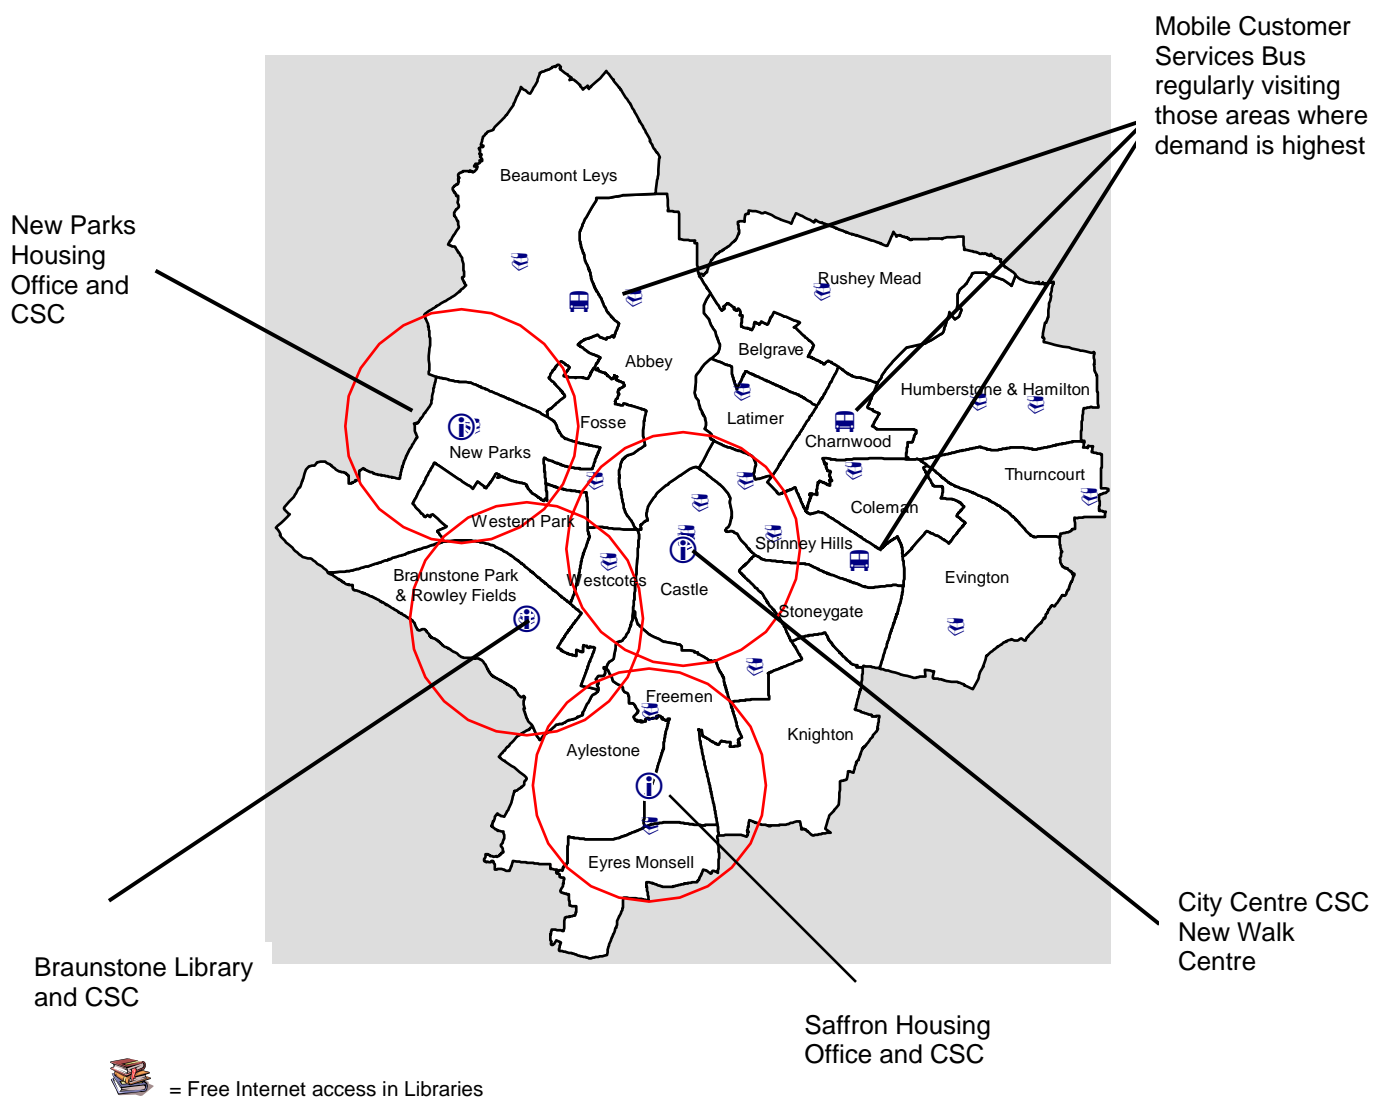 Mobile Customer
Services Bus
regularly visiting
those areas where
demand is highest
New Parks
Housing
Office and
CSC
Beaumont Leys
Rushey Mead
Belgrave
Abbey
Humberstone & Hamilton
Fosse
Latimer
Charnwood
New Parks
Thurncourt
Coleman
Western Park
Spinney Hills
Braunstone Park
& Rowley Fields
Westcotes
Castle
Evington
Stoneygate
Freemen
Knighton
Aylestone
Eyres Monsell
City Centre CSC
New Walk
Centre
Braunstone Library
and CSC
Saffron Housing
Office and CSC
= Free Internet access in Libraries